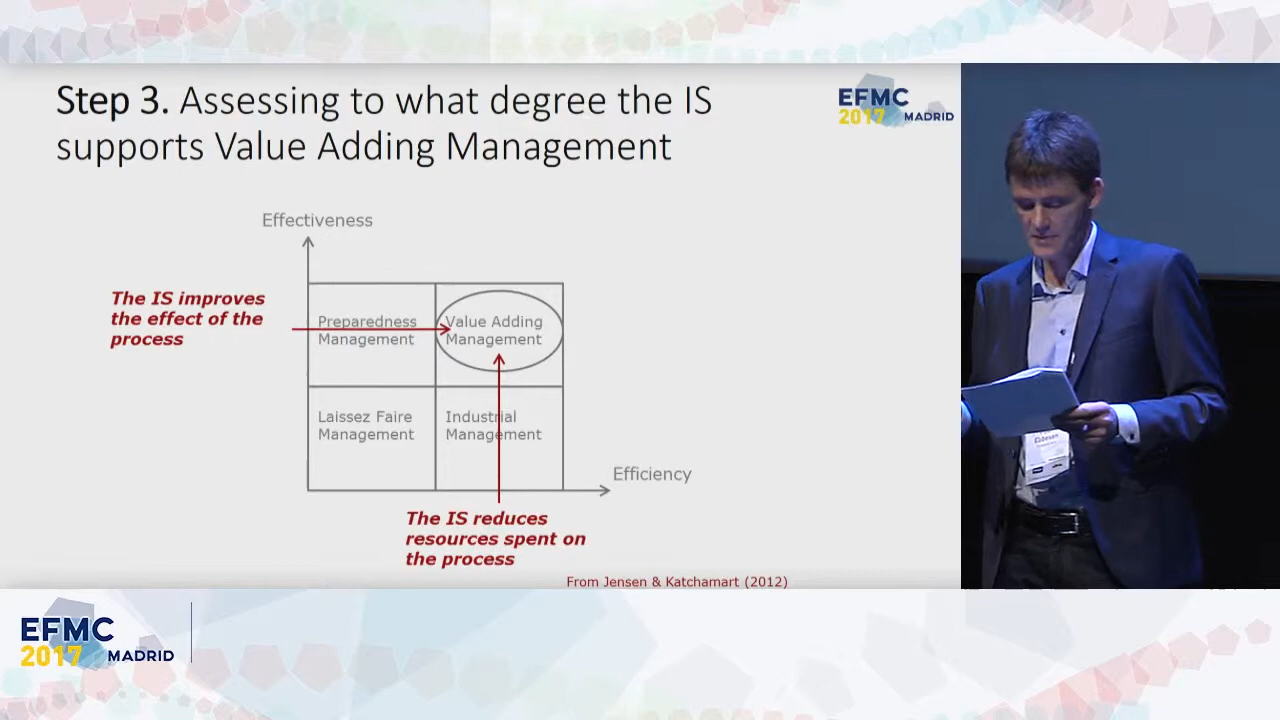 Step 3. Assessing to what degree the IS
supports Value Adding Management
EFMC
2017 MADRID
Effectiveness
The IS improves
the effect of the
process
Preparedness
Management
Value Adding
Management
Laissez Faire
Management
Industrial
Management
Efficiency
The IS reduces
resources spent on
the process
From Jensen & Katchamart (2012)
EFMC
2017 MADRID